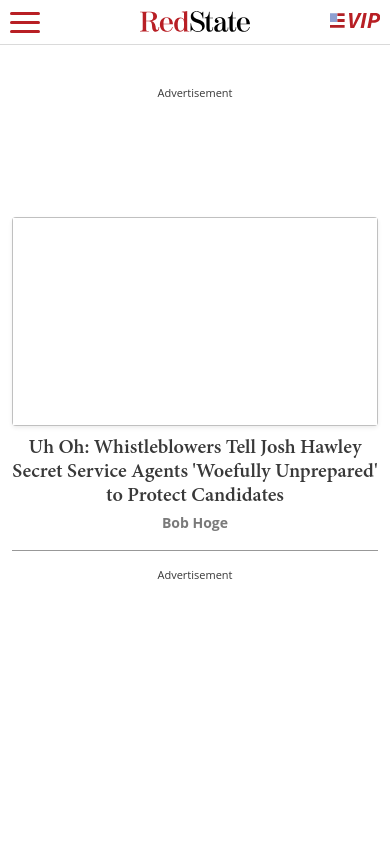 RedState
VIP
Advertisement
Uh Oh: Whistleblowers Tell Josh Hawley
Secret Service Agents 'Woefully Unprepared'
to Protect Candidates
Bob Hoge
Advertisement